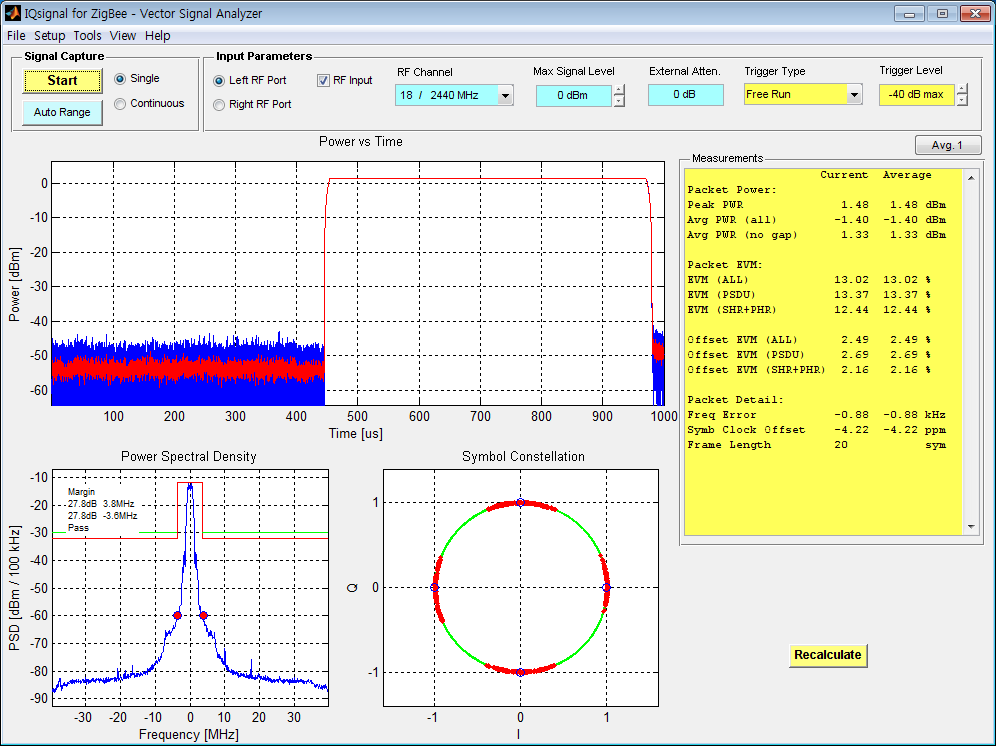 IQsignal for ZigBee - Vector Signal Analyzer
File Setup Tools View Help
Signal Capture
Start
Auto Range
Single
Continuous
Input Parameters
Left RF Port
Right RF Port
RF Input
RF Channel
18 / 2440 MHz
Max Signal Level
0 dBm
External Atten.
0 dB
Trigger Type
Free Run
Trigger Level
-40 dB max
Avg. 1
Power vs Time
Power [dBm]
0
-10
-20
-30
-40
-50
-60
100 200 300 400 500 600 700 800 900 1000
Time [us]
Measurements
Current Average
Packet Power:
Peak PWR 1.48 1.48 dBm
Avg PWR (all) -1.40 -1.40 dBm
Avg PWR (no gap) 1.33 1.33 dBm
Packet EVM:
EVM (ALL) 13.02 13.02 %
EVM (PSDU) 13.37 13.37 %
EVM (SHR+PHR) 12.44 12.44 %
Offset EVM (ALL) 2.49 2.49 %
Offset EVM (PSDU) 2.69 2.69 %
Offset EVM (SHR+PHR) 2.16 2.16 %
Packet Detail:
Freq Error -0.88 -0.88 kHz
Symb Clock Offset -4.22 -4.22 ppm
Frame Length 20 sym
Power Spectral Density
PSD [dBm / 100 kHz]
-10
-20
-30
-40
-50
-60
-70
-80
-90
Margin
27.8dB 3.8MHz
27.8dB -3.6MHz
Pass
-30 -20 -10 0 10 20 30
Frequency [MHz]
Symbol Constellation
Q
1
0
-1
-1 0 1
I
Recalculate